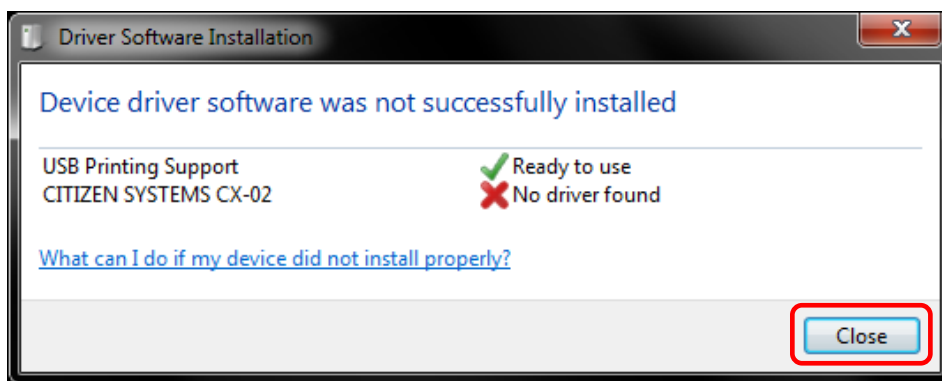 Driver Software Installation
Device driver software was not successfully installed
USB Printing Support Ready to use
CITIZEN SYSTEMS CX-02 No driver found
What can I do if my device did not install properly?
Close